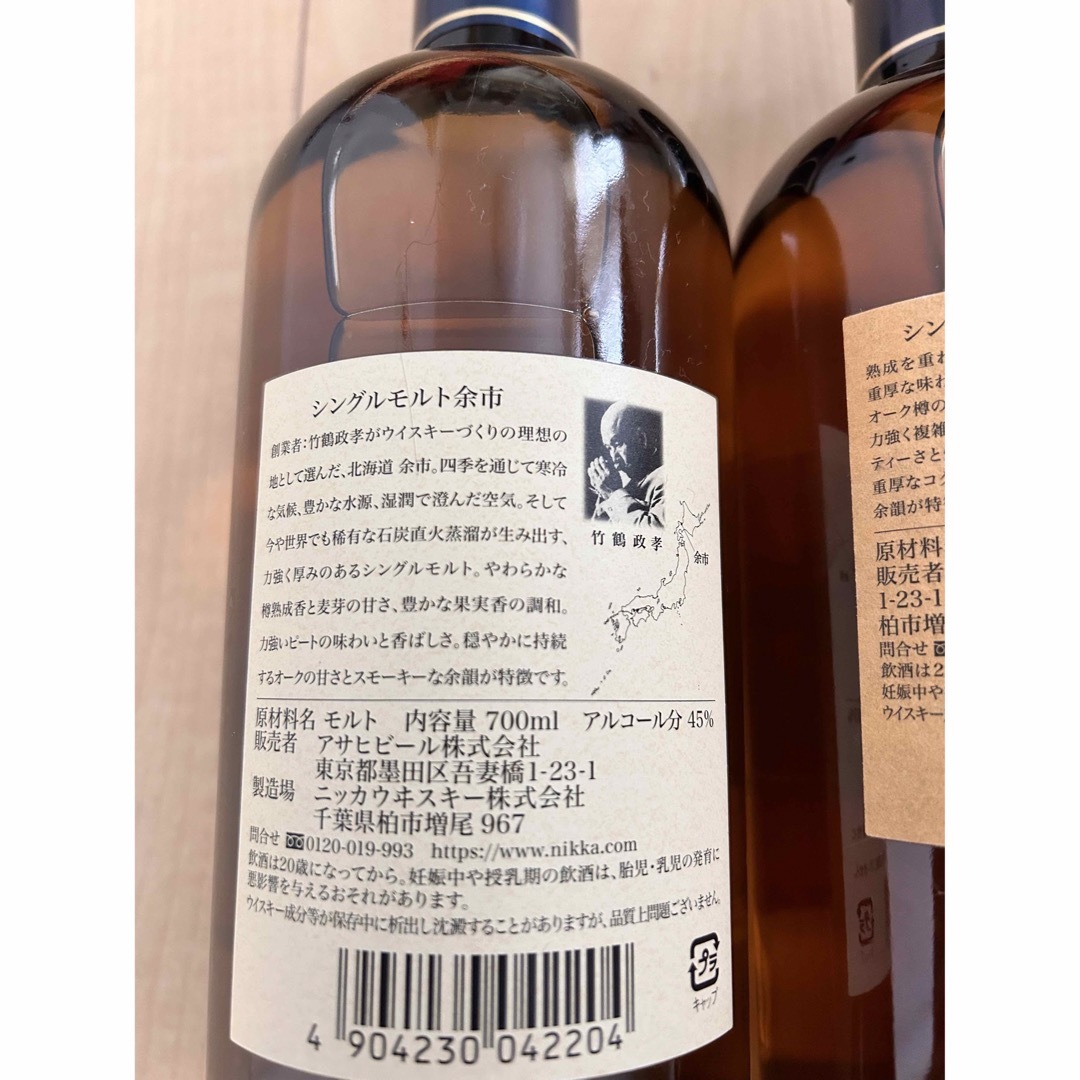 シングルモルト余市
創業者:竹鶴政孝がウイスキーづくりの理想の
地として選んだ、北海道 余市。四季を通じて寒冷
な気候、豊かな水源、湿潤で澄んだ空気。そして
今や世界でも稀有な石炭直火蒸溜が生み出す、
力強く厚みのあるシングルモルト。やわらかな
樽熟成香と麦芽の甘さ、豊かな果実香の調和。
力強いピートの味わいと香ばしさ。穏やかに持続
するオークの甘さとスモーキーな余韻が特徴です。
竹鶴政孝
余市
原材料名 モルト 内容量 700ml アルコール分 45%
販売者 アサヒビール株式会社
東京都墨田区吾妻橋1-23-1
製造場 ニッカウヰスキー株式会社
千葉県柏市増尾 967
問合せ 0120-019-993 https://www.nikka.com
飲酒は20歳になってから。妊娠中や授乳期の飲酒は、胎児・乳児の発育に
悪影響を与えるおそれがあります。
ウイスキー成分等が保存中に析出し沈澱することがありますが、品質上問題ございません。
プラ
キャップ
4 904230 042204
シン
熟成を重ね
重厚な味わ
オーク樽の
力強く複雑
ティーさと
重厚なコク
余韻が特徴
原材料
販売者
1-23-1
柏市増
問合せ
飲酒は2
妊娠中や
ウイスキー